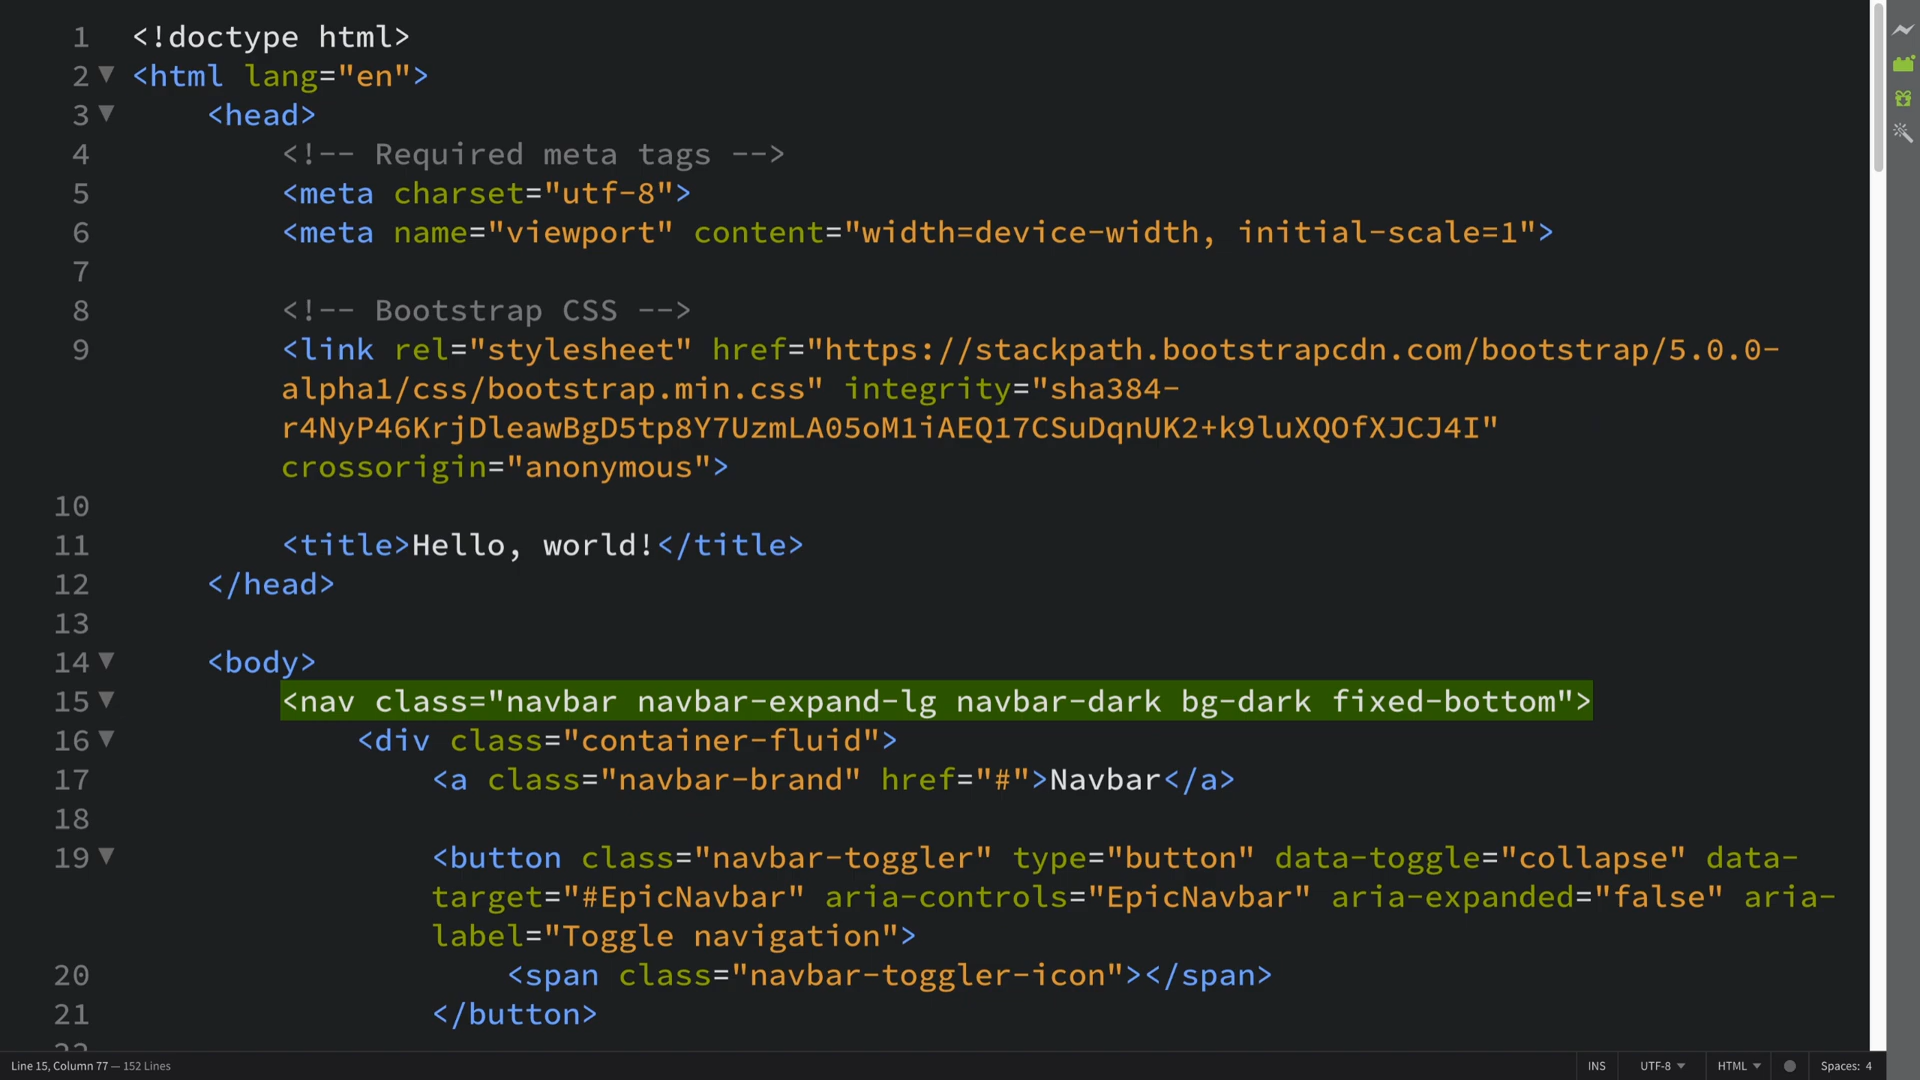 1 <!doctype html>
2 <html lang="en">
3 <head>
4 <!-- Required meta tags -->
5 <meta charset="utf-8">
6 <meta name="viewport" content="width=device-width, initial-scale=1">
7
8 <!-- Bootstrap CSS -->
9 <link rel="stylesheet" href="https://stackpath.bootstrapcdn.com/bootstrap/5.0.0-
alpha1/css/bootstrap.min.css" integrity="sha384-
r4NyP46KrjDleawBgD5tp8Y7UzmLA05oM1iAEQ17CSuDqnUK2+k9luXQOfXJCJ4I"
crossorigin="anonymous">
10
11 <title>Hello, world!</title>
12 </head>
13
14 <body>
15 <nav class="navbar navbar-expand-lg navbar-dark bg-dark fixed-bottom">
16 <div class="container-fluid">
17 <a class="navbar-brand" href="#">Navbar</a>
18
19 <button class="navbar-toggler" type="button" data-toggle="collapse" data-
target="#EpicNavbar" aria-controls="EpicNavbar" aria-expanded="false" aria-
label="Toggle navigation">
20 <span class="navbar-toggler-icon"></span>
21 </button>
Line 15, Column 77 — 152 Lines INS UTF-8 HTML Spaces: 4